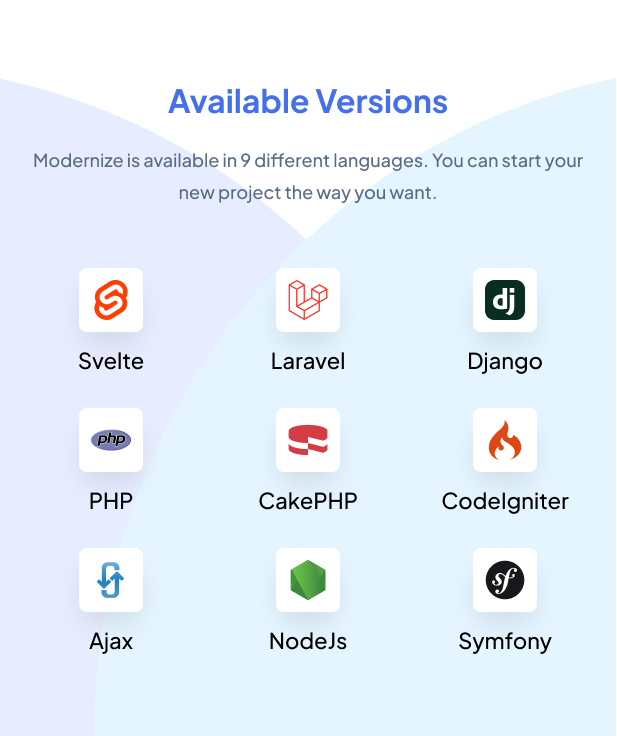 Available Versions
Modernize is available in 9 different languages. You can start your
new project the way you want.
dj
Svelte
Laravel
Django
php
PHP
CakePHP
CodeIgniter
sf
Ajax
NodeJs
Symfony